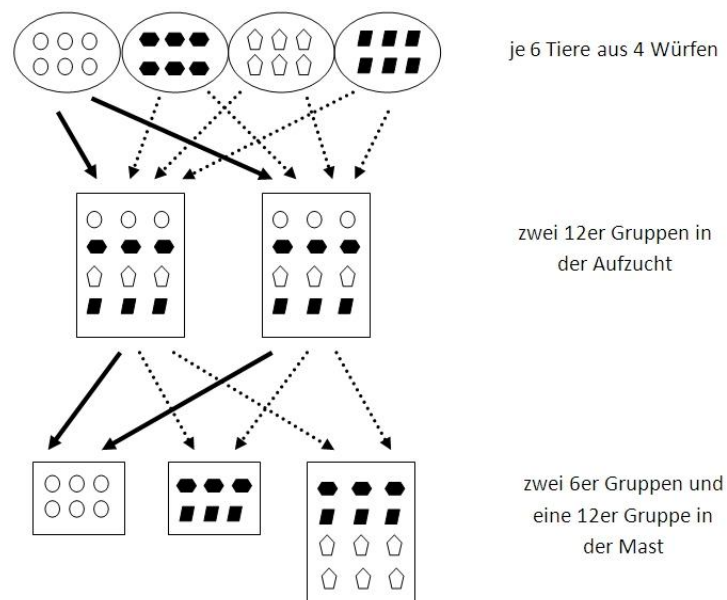 je 6 Tiere aus 4 Würfen
zwei 12er Gruppen in
der Aufzucht
zwei 6er Gruppen und
eine 12er Gruppe in
der Mast